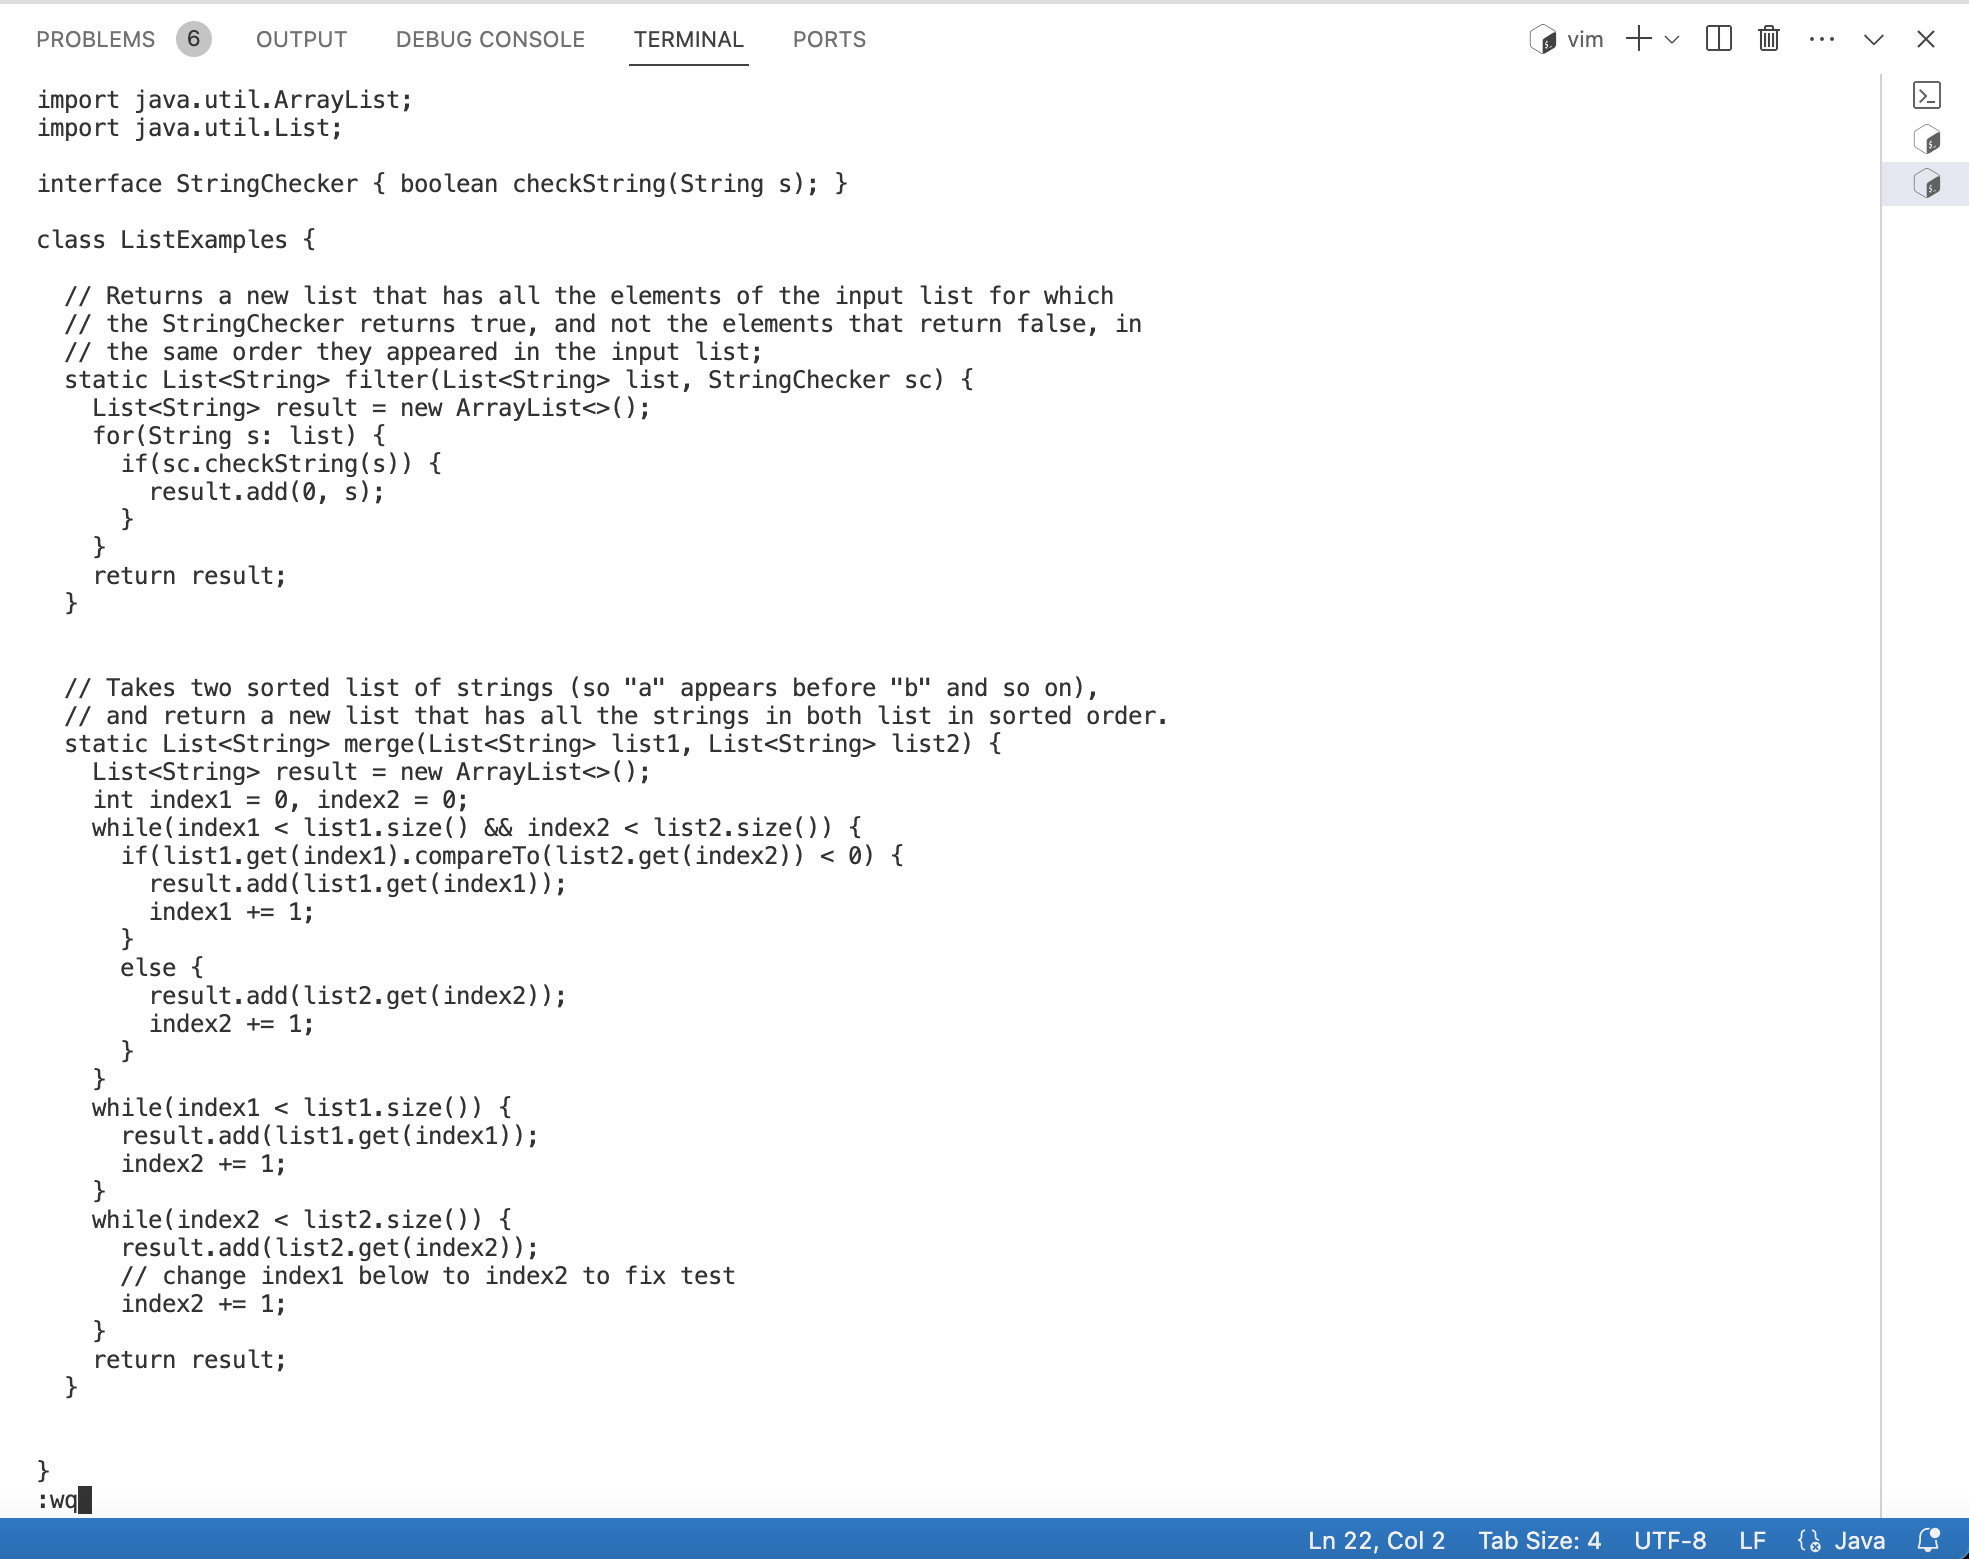 PROBLEMS 6 OUTPUT DEBUG CONSOLE TERMINAL PORTS vim
import java.util.ArrayList;
import java.util.List;

interface StringChecker { boolean checkString(String s); }

class ListExamples {

  // Returns a new list that has all the elements of the input list for which
  // the StringChecker returns true, and not the elements that return false, in
  // the same order they appeared in the input list;
  static List<String> filter(List<String> list, StringChecker sc) {
    List<String> result = new ArrayList<>();
    for(String s: list) {
      if(sc.checkString(s)) {
        result.add(0, s);
      }
    }
    return result;
  }


  // Takes two sorted list of strings (so "a" appears before "b" and so on),
  // and return a new list that has all the strings in both list in sorted order.
  static List<String> merge(List<String> list1, List<String> list2) {
    List<String> result = new ArrayList<>();
    int index1 = 0, index2 = 0;
    while(index1 < list1.size() && index2 < list2.size()) {
      if(list1.get(index1).compareTo(list2.get(index2)) < 0) {
        result.add(list1.get(index1));
        index1 += 1;
      }
      else {
        result.add(list2.get(index2));
        index2 += 1;
      }
    }
    while(index1 < list1.size()) {
      result.add(list1.get(index1));
      index2 += 1;
    }
    while(index2 < list2.size()) {
      result.add(list2.get(index2));
      // change index1 below to index2 to fix test
      index2 += 1;
    }
    return result;
  }


}
:wq
Ln 22, Col 2 Tab Size: 4 UTF-8 LF Java